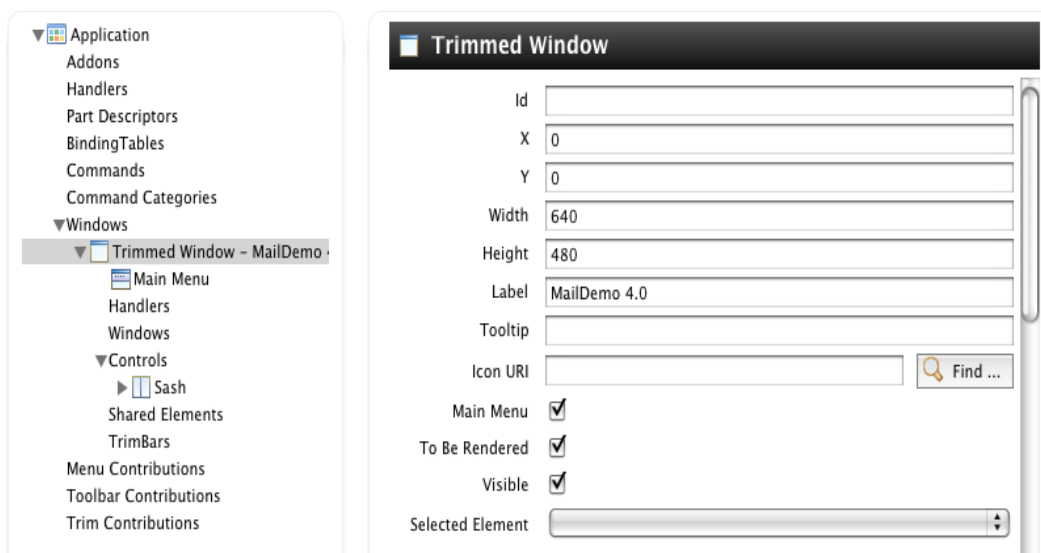 Application
Addons
Handlers
Part Descriptors
BindingTables
Commands
Command Categories
Windows
Trimmed Window – MailDemo
Main Menu
Handlers
Windows
Controls
Sash
Shared Elements
TrimBars
Menu Contributions
Toolbar Contributions
Trim Contributions
Trimmed Window
Id
X 0
Y 0
Width 640
Height 480
Label MailDemo 4.0
Tooltip
Icon URI Find ...
Main Menu
To Be Rendered
Visible
Selected Element